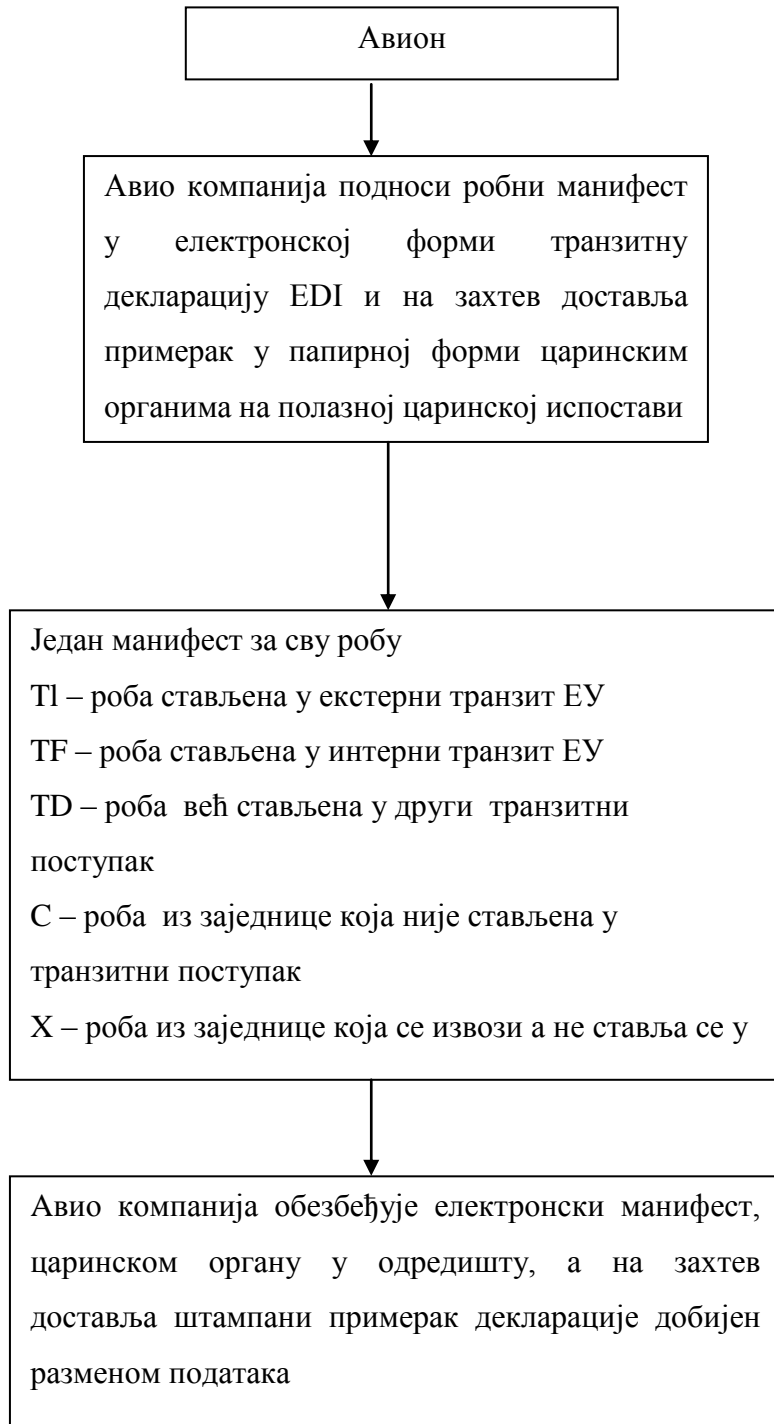 Авион
Авио компанија подноси робни манифест
у електронској форми транзитну
декларацију EDI и на захтев доставља
примерак у папирној форми царинским
органима на полазној царинској испостави
Један манифест за сву робу
Tl – роба стављена у екстерни транзит ЕУ
TF – роба стављена у интерни транзит ЕУ
TD – роба већ стављена у други транзитни
поступак
C – роба из заједнице која није стављена у
транзитни поступак
X – роба из заједнице која се извози а не ставља се у
Авио компанија обезбеђује електронски манифест,
царинском органу у одредишту, а на захтев
доставља штампани примерак декларације добијен
разменом података